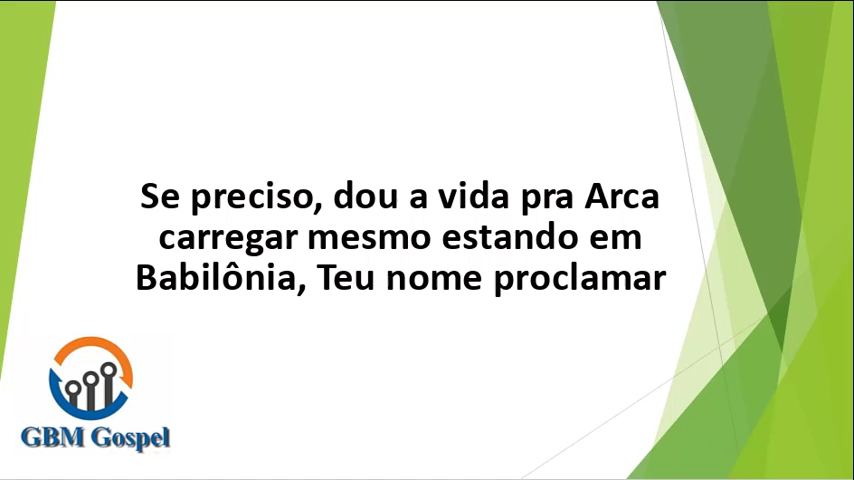 Se preciso, dou a vida pra Arca
carregar mesmo estando em
Babilônia, Teu nome proclamar
GBM Gospel